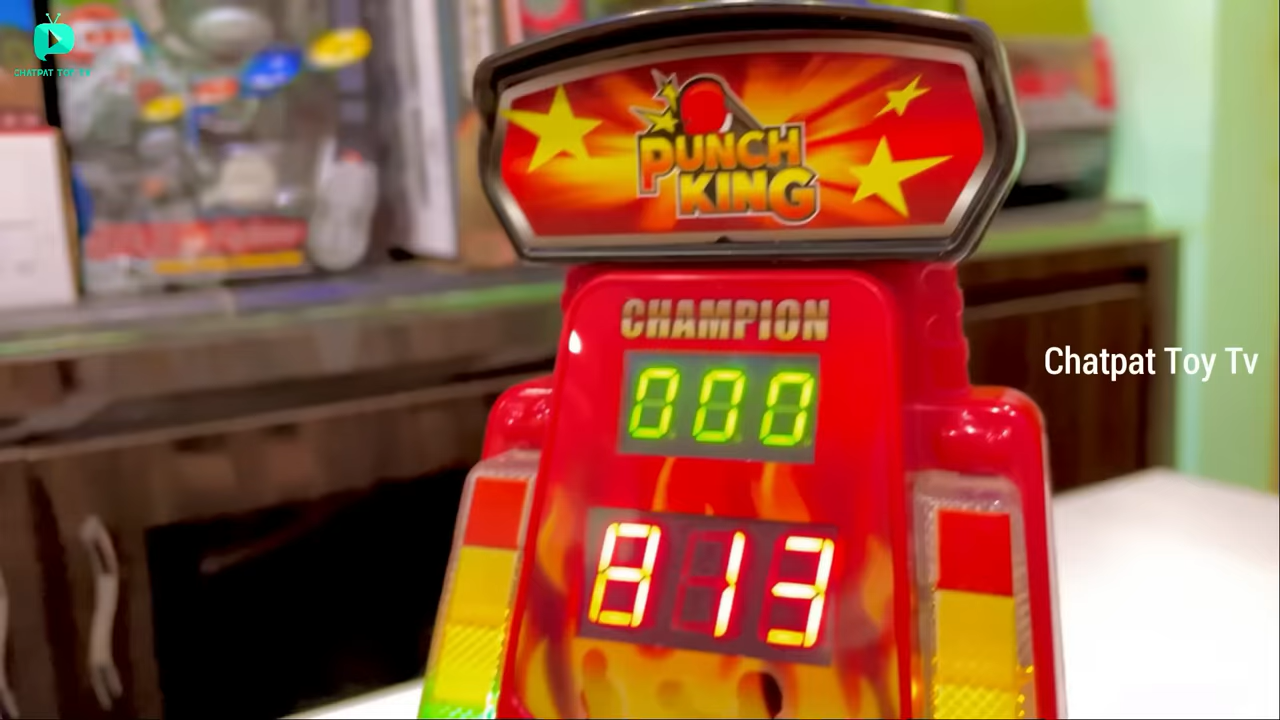 CHATPAT TOY TV
PUNCH
KING
CHAMPION
000
813
Chatpat Toy Tv